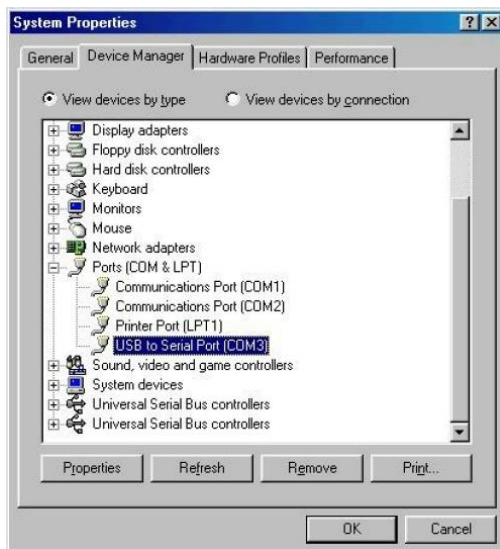 System Properties
General
Device Manager
Hardware Profiles
Performance
View devices by type
View devices by connection
Display adapters
Floppy disk controllers
Hard disk controllers
Keyboard
Monitors
Mouse
Network adapters
Ports (COM & LPT)
Communications Port (COM1)
Communications Port (COM2)
Printer Port (LPT1)
USB to Serial Port (COM3)
Sound, video and game controllers
System devices
Universal Serial Bus controllers
Universal Serial Bus controllers
Properties
Refresh
Remove
Print...
OK
Cancel